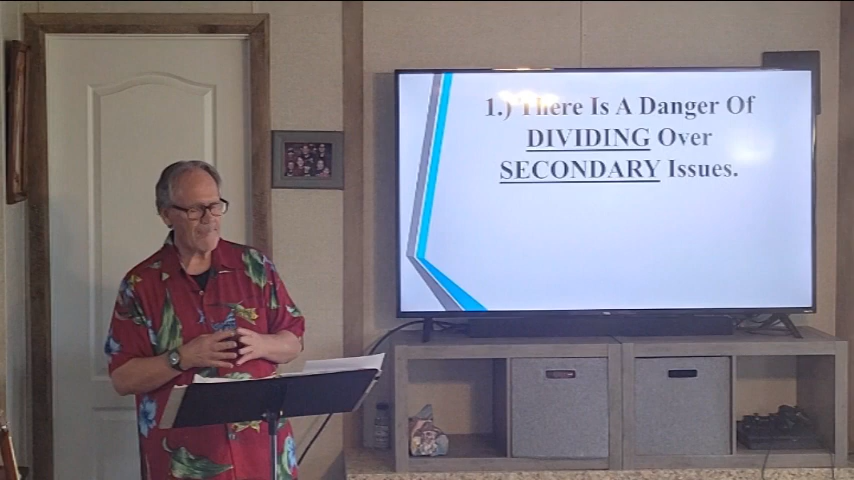 1.) There Is A Danger Of
DIVIDING Over
SECONDARY Issues.